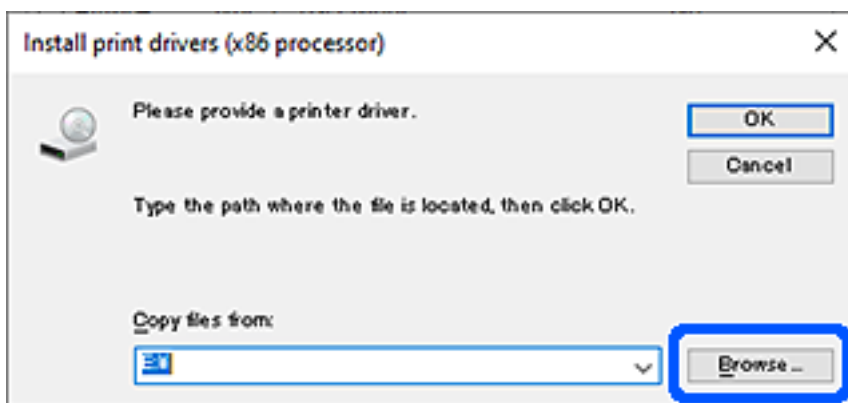 Install print drivers (x86 processor)
Please provide a printer driver.
OK
Cancel
Type the path where the file is located, then click OK.
Copy files from:
Browse...